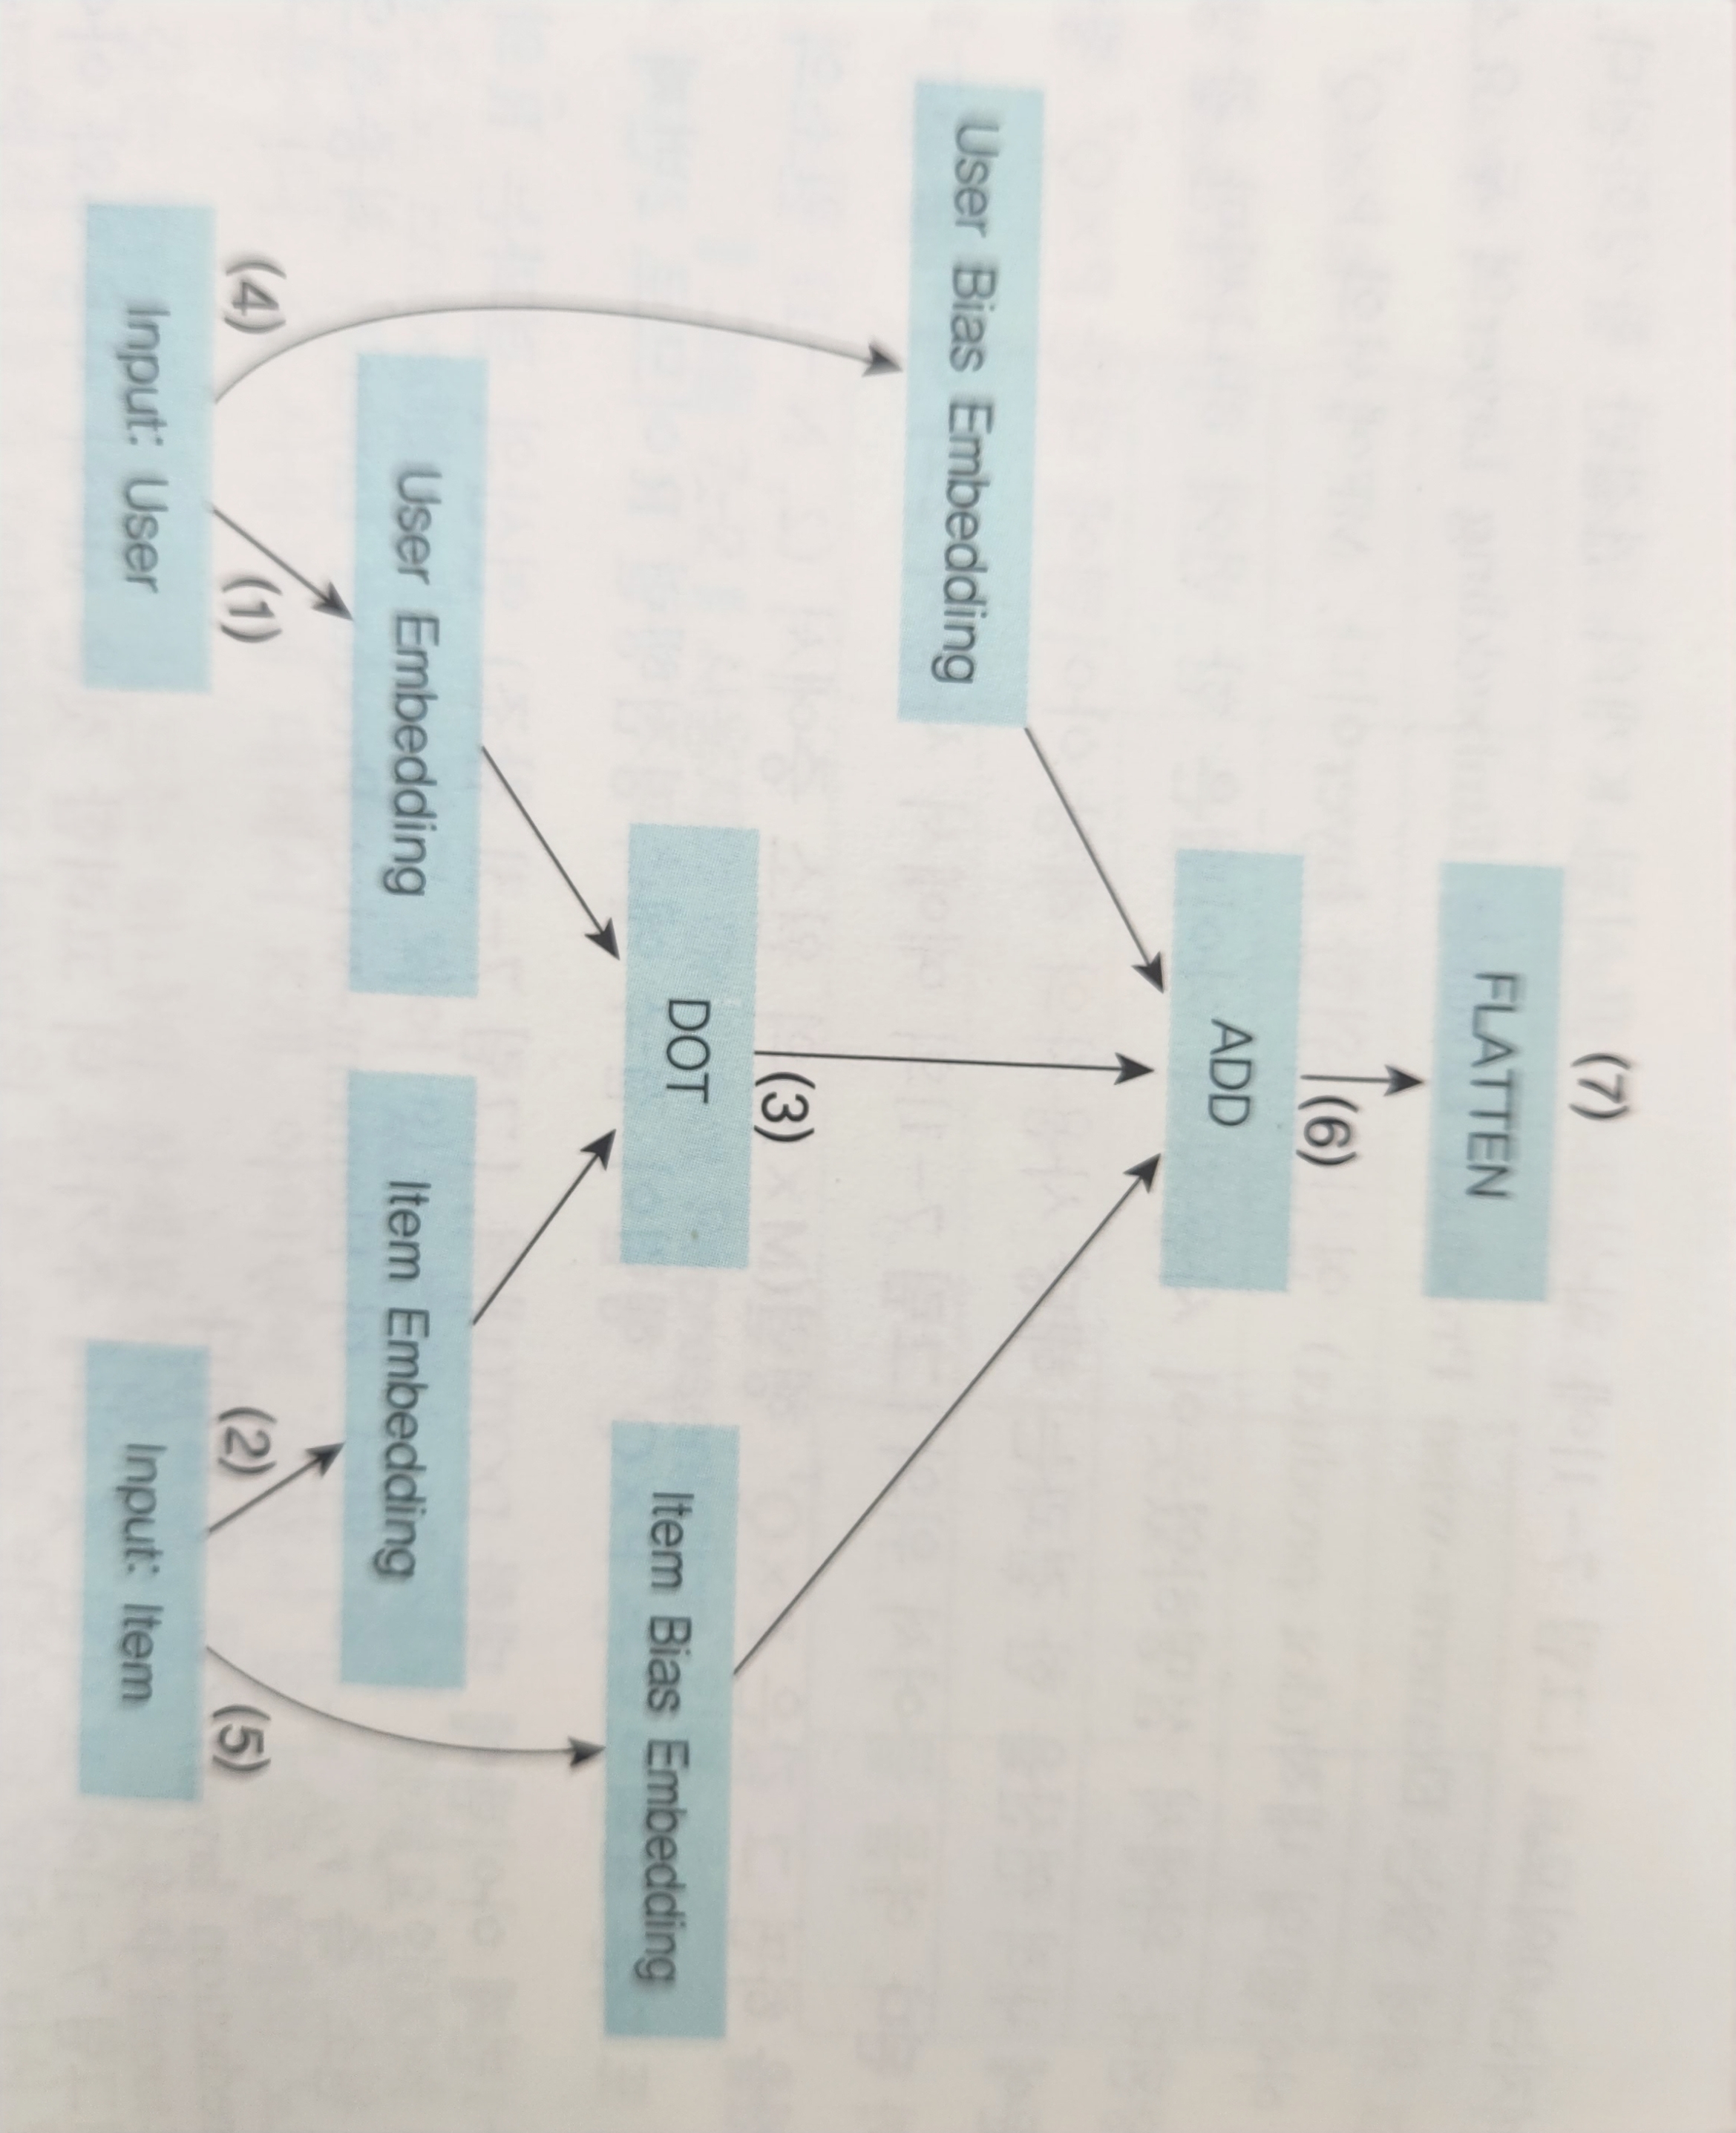 (7)
FLATTEN
(6)
ADD
User Bias Embedding
(3)
DOT
Item Bias Embedding
User Embedding
Item Embedding
(4)
(1)
(2)
(5)
Input: User
Input: Item